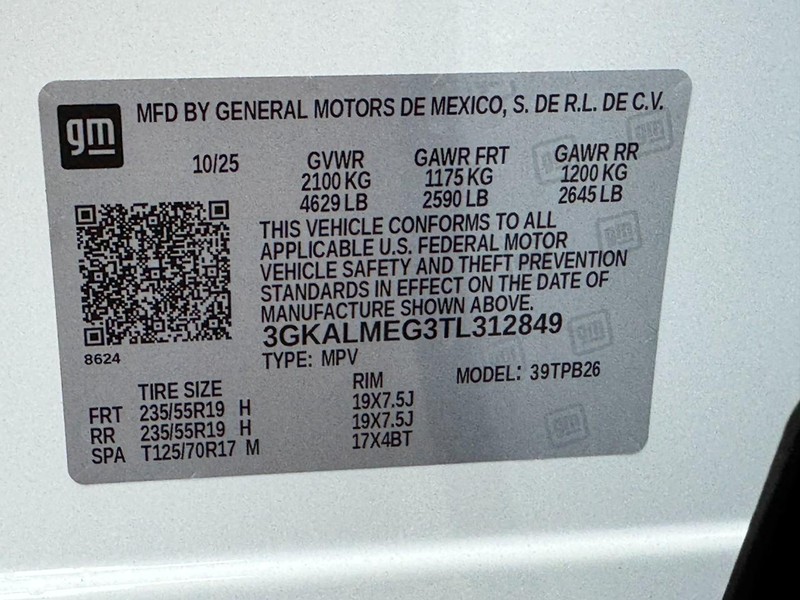 gm
MFD BY GENERAL MOTORS DE MEXICO, S. DE R.L. DE C.V.
10/25 GVWR GAWR FRT GAWR RR
2100 KG 1175 KG 1200 KG
4629 LB 2590 LB 2645 LB
THIS VEHICLE CONFORMS TO ALL
APPLICABLE U.S. FEDERAL MOTOR
VEHICLE SAFETY AND THEFT PREVENTION
STANDARDS IN EFFECT ON THE DATE OF
MANUFACTURE SHOWN ABOVE.
3GKALMEG3TL312849
8624
TYPE: MPV MODEL: 39TPB26
TIRE SIZE RIM
FRT 235/55R19 H 19X7.5J
RR 235/55R19 H 19X7.5J
SPA T125/70R17 M 17X4BT